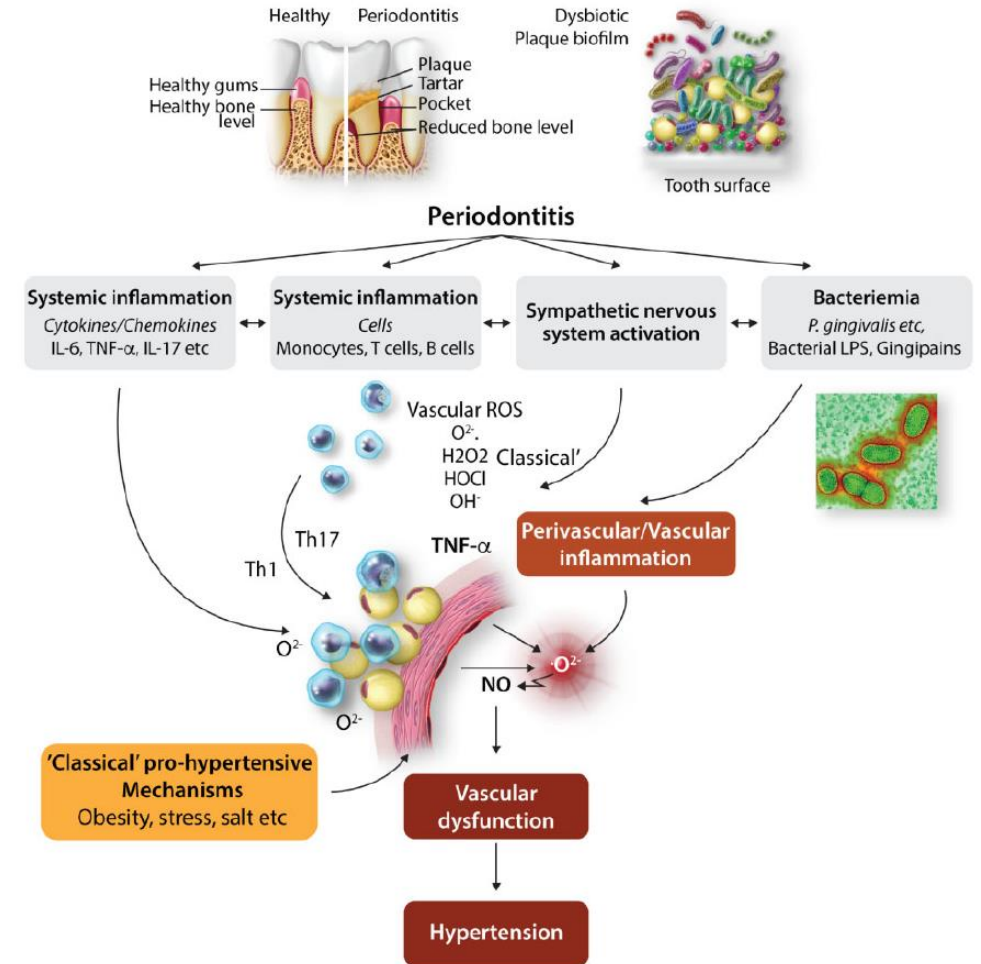 Healthy
Periodontitis
Healthy gums
Healthy bone
level
Plaque
Tartar
Pocket
Reduced bone level
Dysbiotic
Plaque biofilm
Tooth surface
Periodontitis
Systemic inflammation
Cytokines/Chemokines
IL-6, TNF-α, IL-17 etc
Systemic inflammation
Cells
Monocytes, T cells, B cells
Sympathetic nervous
system activation
Bacteriemia
P. gingivalis etc,
Bacterial LPS, Gingipains
Vascular ROS
O²⁻.
H2O2
HOCl
OH⁻
Classical'
Th17
Th1
TNF-α
Perivascular/Vascular
inflammation
O²⁻
O²⁻
·O²⁻
NO
'Classical' pro-hypertensive
Mechanisms
Obesity, stress, salt etc
Vascular
dysfunction
Hypertension